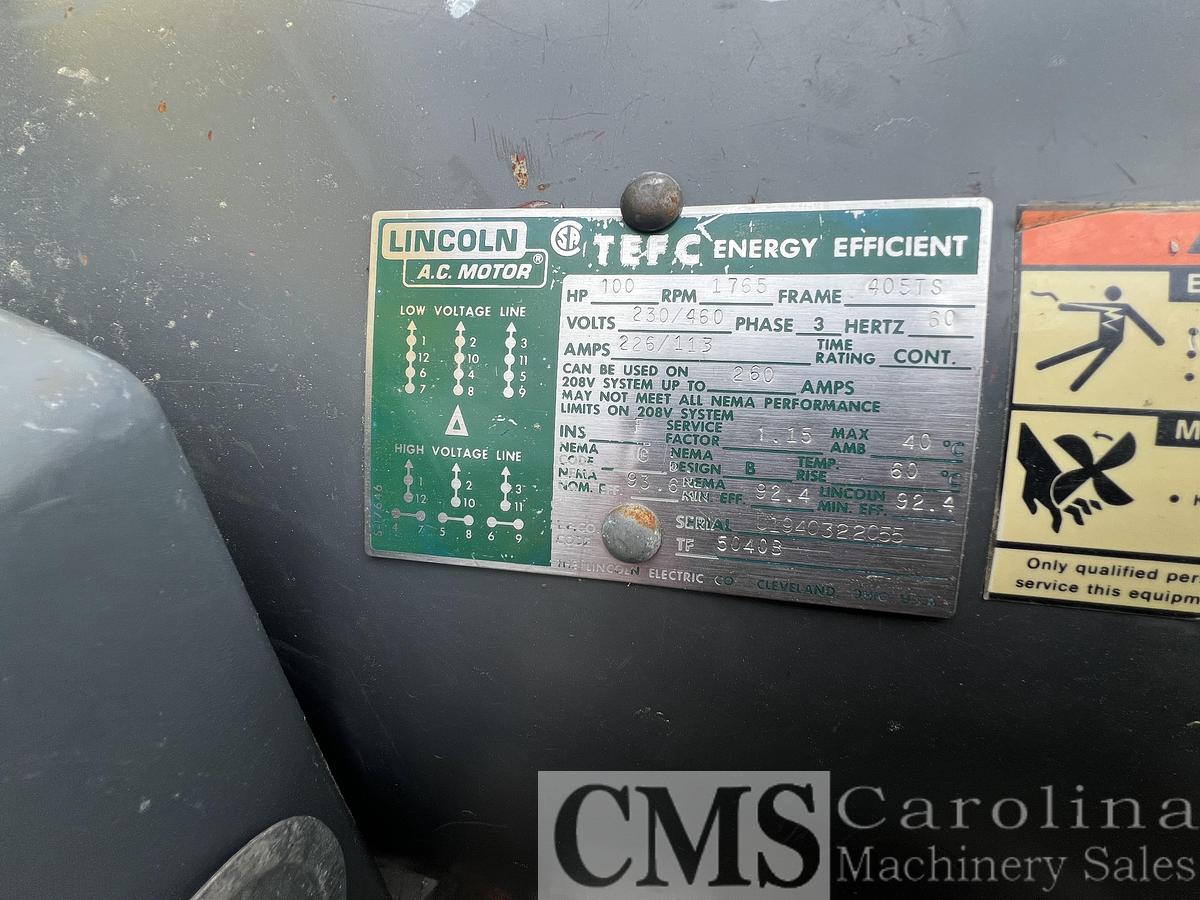 LINCOLN
A.C. MOTOR®
TEFC ENERGY EFFICIENT
LOW VOLTAGE LINE
1 2 3
12 10 11
6 4 5
7 8 9
HIGH VOLTAGE LINE
1 2 3
12 10 11
4 7 5 8 6 9
HP 100 RPM 1765 FRAME 405TS
VOLTS 230/460 PHASE 3 HERTZ 60
AMPS 226/113 TIME RATING CONT.
CAN BE USED ON
208V SYSTEM UP TO 260 AMPS
MAY NOT MEET ALL NEMA PERFORMANCE
LIMITS ON 208V SYSTEM
INS F SERVICE FACTOR 1.15 MAX AMB 40 °C
NEMA CODE G NEMA DESIGN B TEMP. RISE 60 °C
NEMA NOM. 93.6 NEMA MIN. EFF. 92.4 LINCOLN MIN. EFF. 92.4
SERIAL U1940322055
CODE TF 5040B
THE LINCOLN ELECTRIC CO. CLEVELAND, OHIO U.S.A.
Only qualified
service this
CMS Carolina
Machinery Sales